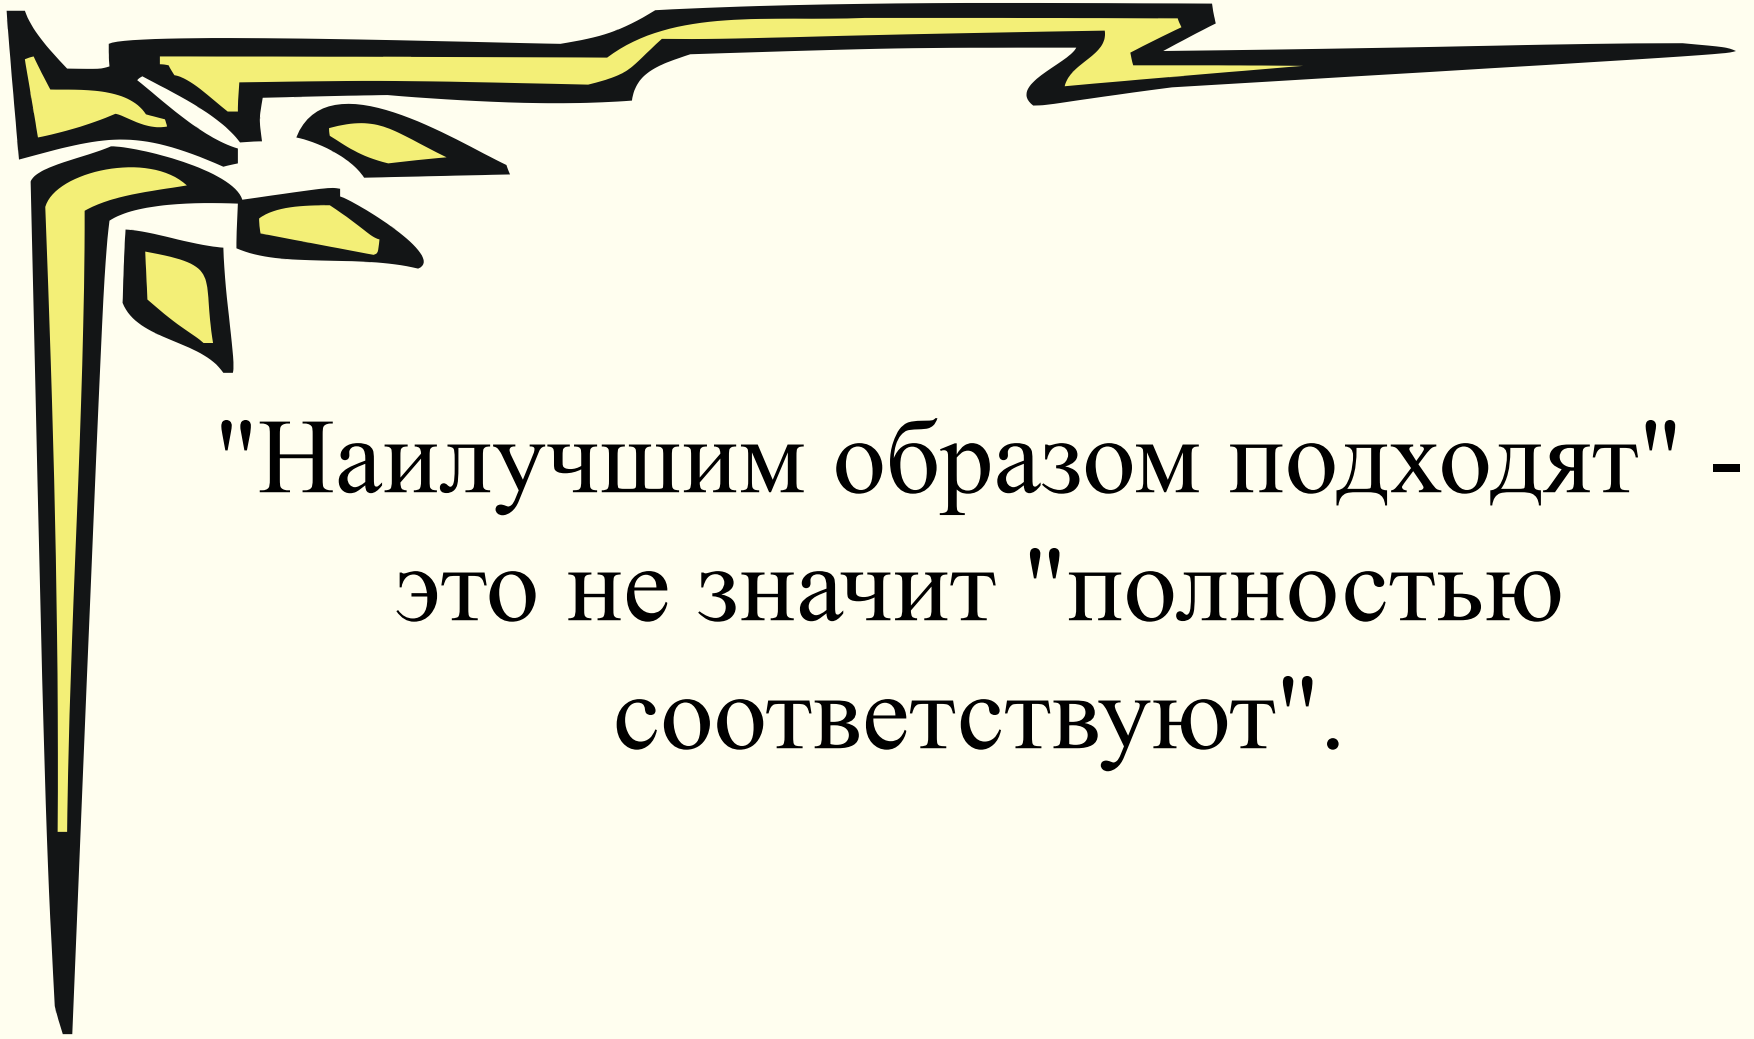 "Наилучшим образом подходят" -
это не значит "полностью
соответствуют".